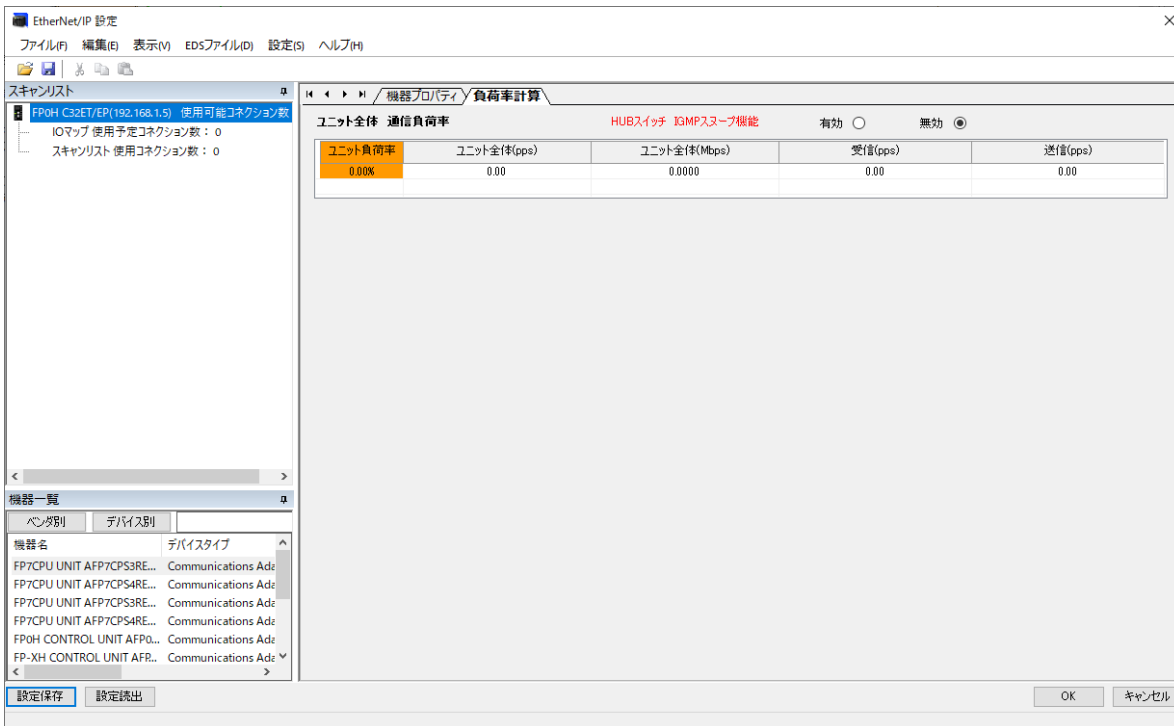 EtherNet/IP 設定
ファイル(F) 編集(E) 表示(V) EDSファイル(D) 設定(S) ヘルプ(H)
スキャンリスト
FP0H C32ET/EP(192.168.1.5) 使用可能コネクション数
IOマップ 使用予定コネクション数: 0
スキャンリスト 使用コネクション数: 0
機器プロパティ 負荷率計算
ユニット全体 通信負荷率 HUBスイッチ IGMPスヌープ機能 有効 無効
ユニット負荷率 ユニット全体(pps) ユニット全体(Mbps) 受信(pps) 送信(pps)
0.00% 0.00 0.0000 0.00 0.00
機器一覧
ベンダ別 デバイス別
機器名 デバイスタイプ
FP7CPU UNIT AFP7CPS3RE... Communications Ada
FP7CPU UNIT AFP7CPS4RE... Communications Ada
FP7CPU UNIT AFP7CPS3RE... Communications Ada
FP7CPU UNIT AFP7CPS4RE... Communications Ada
FP0H CONTROL UNIT AFP0... Communications Ada
FP-XH CONTROL UNIT AFP... Communications Ada
設定保存 設定読出 OK キャンセル